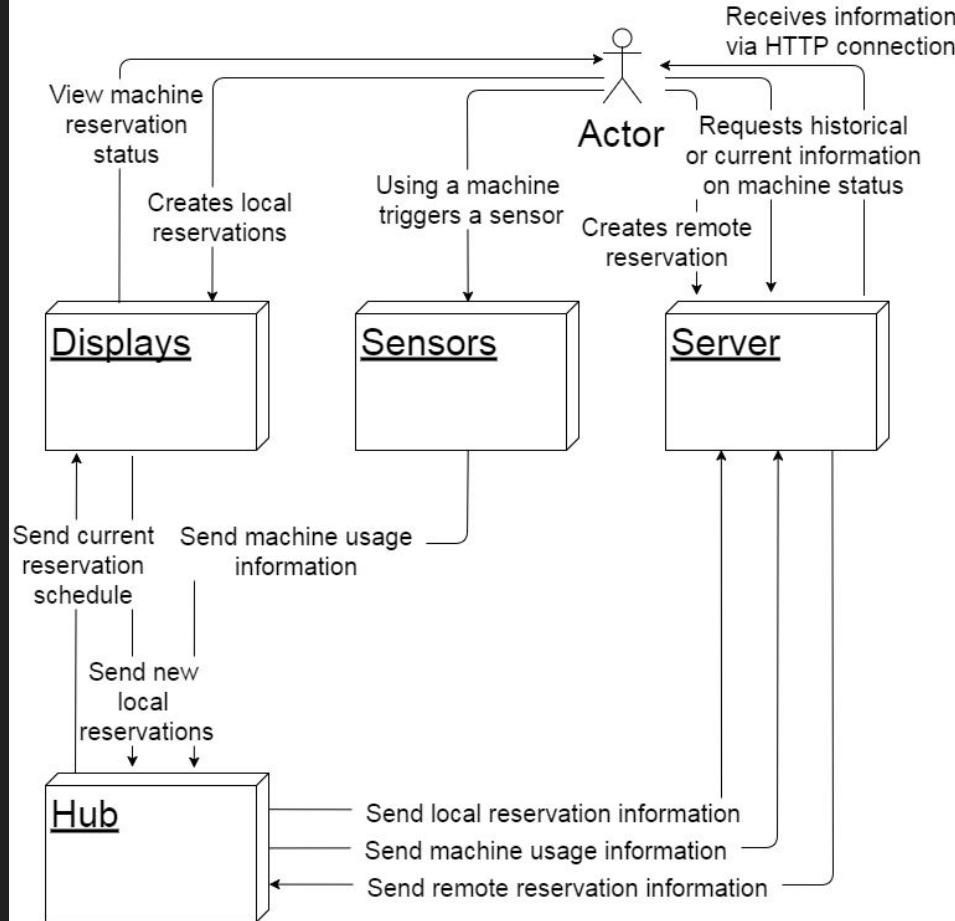 Receives information
via HTTP connection
View machine
reservation
status
Actor
Requests historical
or current information
on machine status
Creates local
reservations
Using a machine
triggers a sensor
Creates remote
reservation
Displays
Sensors
Server
Send current
reservation
schedule
Send machine usage
information
Send new
local
reservations
Hub
Send local reservation information
Send machine usage information
Send remote reservation information